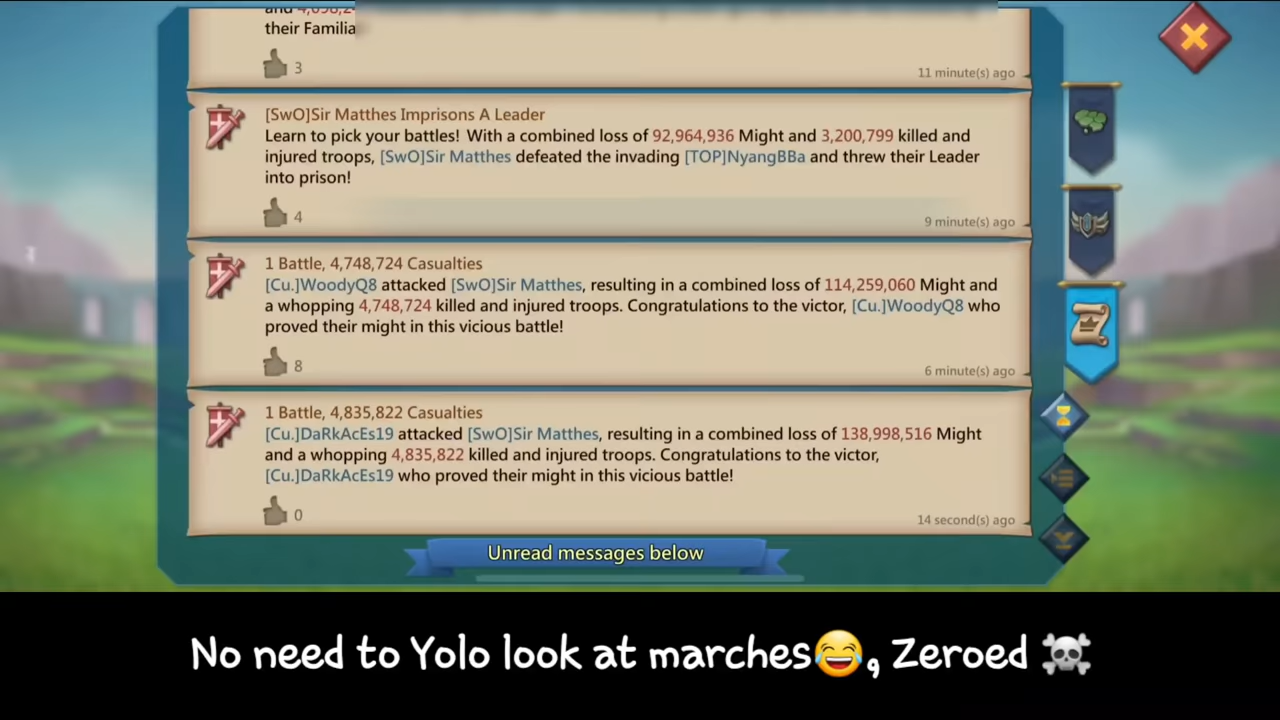 their Familia
3
11 minute(s) ago
[SwO]Sir Matthes Imprisons A Leader
Learn to pick your battles! With a combined loss of 92,964,936 Might and 3,200,799 killed and
injured troops, [SwO]Sir Matthes defeated the invading [TOP]NyangBBa and threw their Leader
into prison!
4
9 minute(s) ago
1 Battle, 4,748,724 Casualties
[Cu.]WoodyQ8 attacked [SwO]Sir Matthes, resulting in a combined loss of 114,259,060 Might and
a whopping 4,748,724 killed and injured troops. Congratulations to the victor, [Cu.]WoodyQ8 who
proved their might in this vicious battle!
8
6 minute(s) ago
1 Battle, 4,835,822 Casualties
[Cu.]DaRkAcEs19 attacked [SwO]Sir Matthes, resulting in a combined loss of 138,998,516 Might
and a whopping 4,835,822 killed and injured troops. Congratulations to the victor,
[Cu.]DaRkAcEs19 who proved their might in this vicious battle!
0
14 second(s) ago
Unread messages below
No need to Yolo look at marches😂, Zeroed ☠️